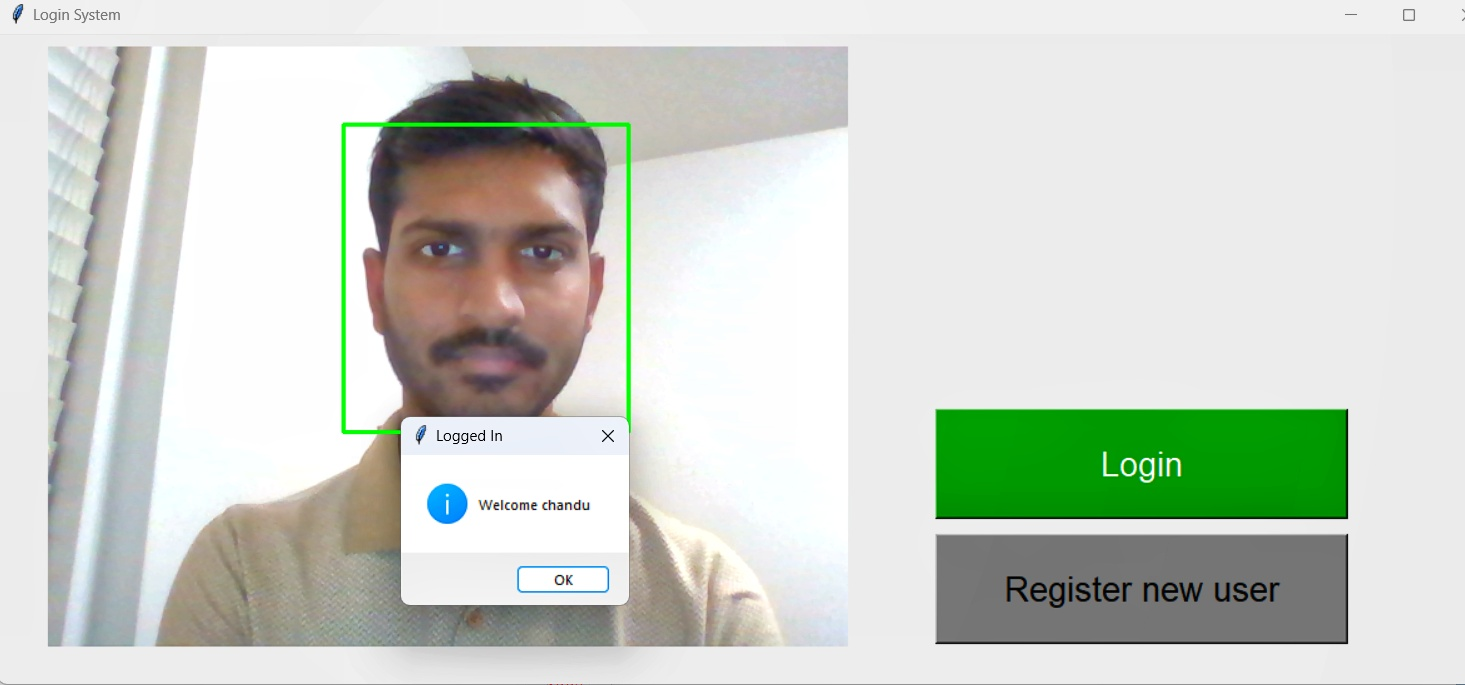 Login System
Logged In
Welcome chandu
OK
Login
Register new user